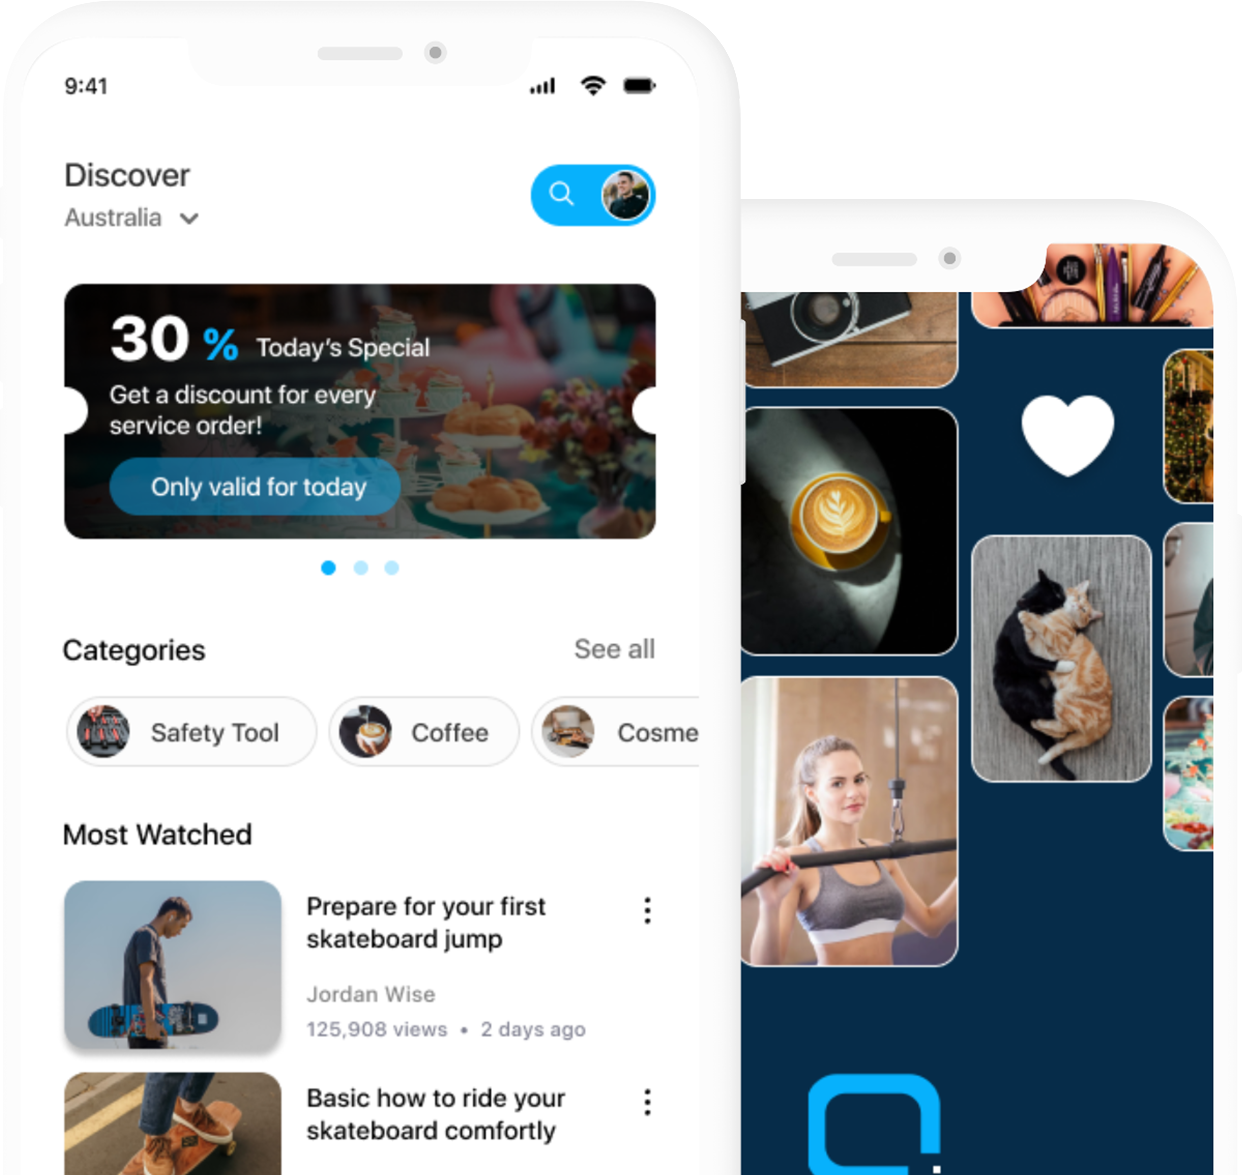 9:41
Discover
Australia
30 % Today's Special
Get a discount for every
service order!
Only valid for today
Categories
See all
Safety Tool
Coffee
Cosme
Most Watched
Prepare for your first
skateboard jump
Jordan Wise
125,908 views • 2 days ago
Basic how to ride your
skateboard comfortly